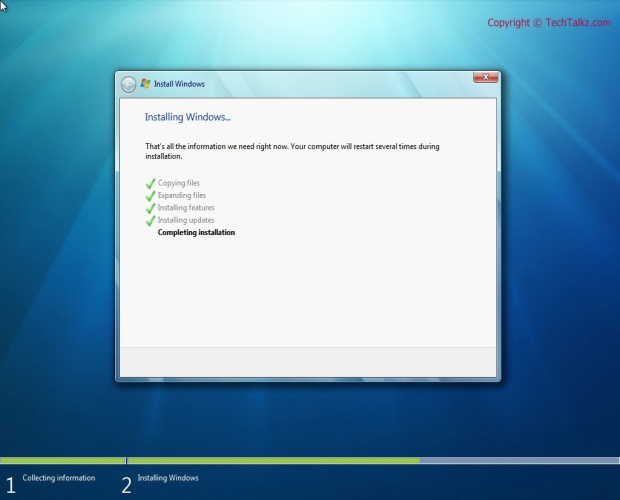 Copyright © TechTalkz.com
Install Windows
Installing Windows...
That's all the information we need right now. Your computer will restart several times during
installation.
Copying files
Expanding files
Installing features
Installing updates
Completing installation
1 Collecting information 2 Installing Windows